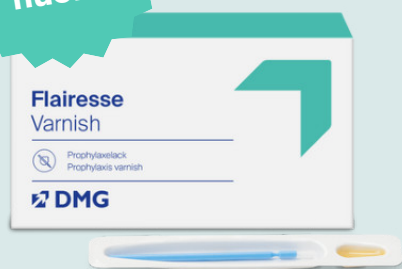 Flairesse
Varnish
Prophylaxelack
Prophylaxis varnish
DMG